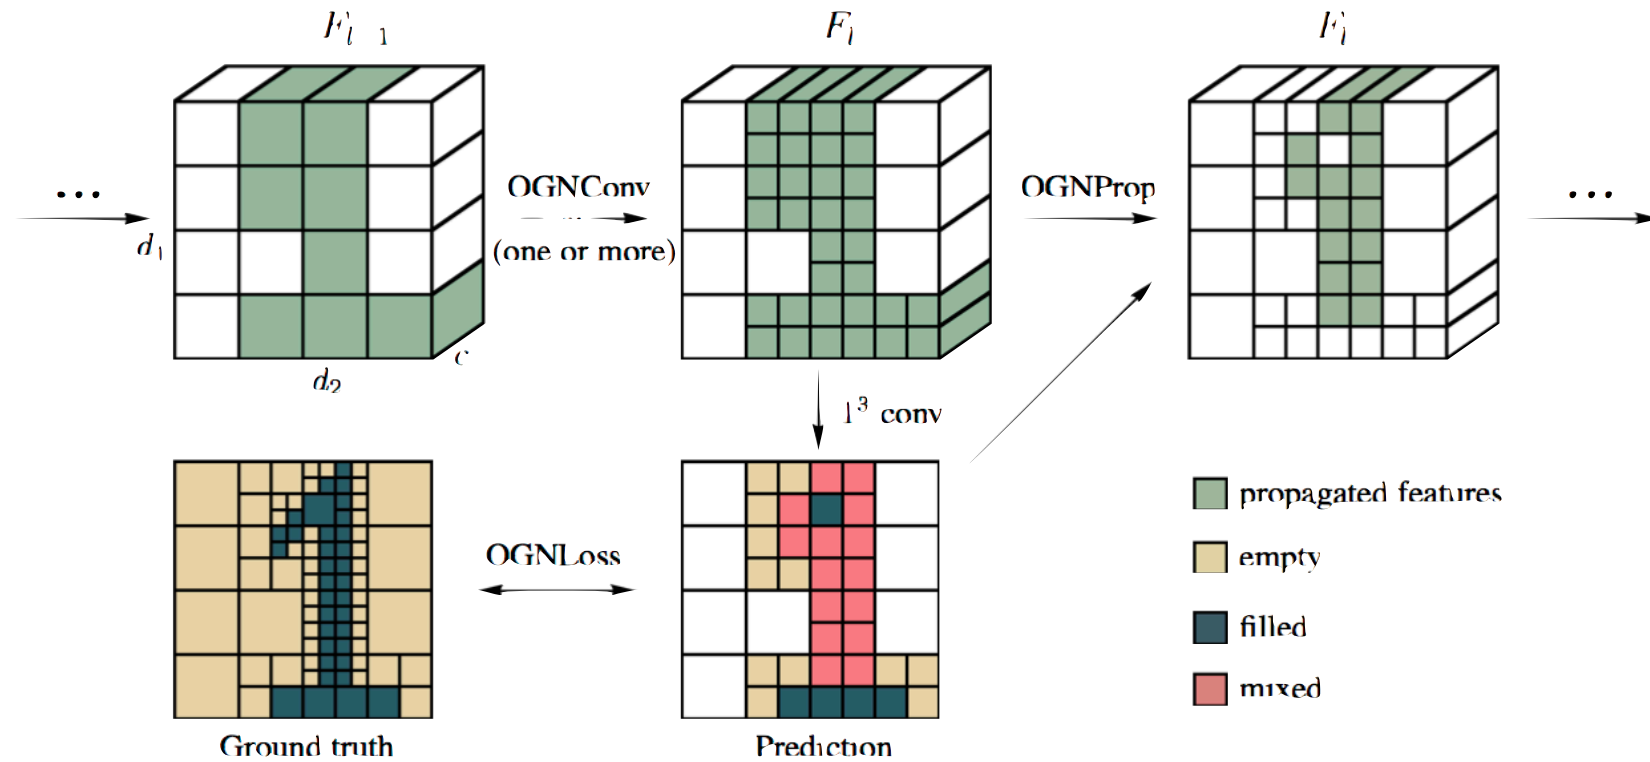 F_{l-1}
F_l
F_l
...
OGNConv
(one or more)
OGNProp
...
d_1
d_2
c
1^3 conv
OGNLoss
propagated features
empty
filled
mixed
Ground truth
Prediction